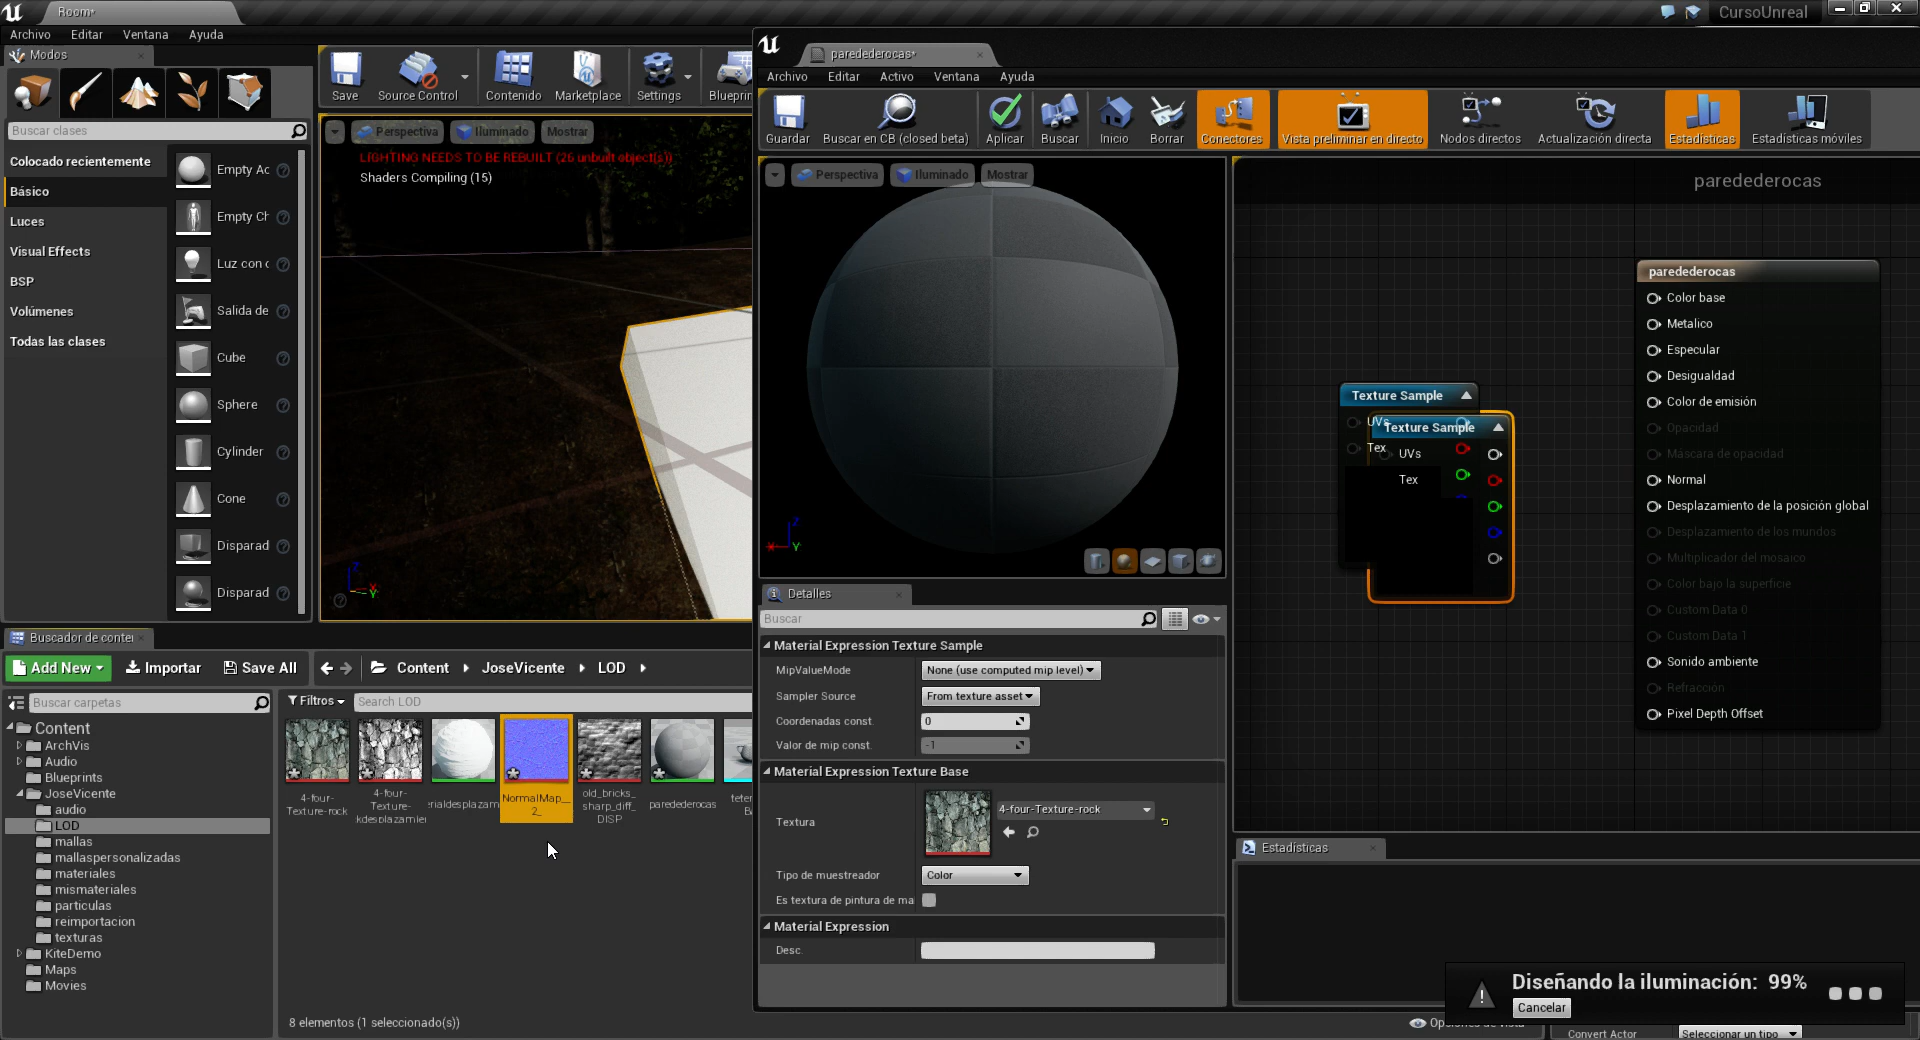 Room*
CursoUnreal
Archivo Editar Ventana Ayuda
Modos
Buscar clases
Colocado recientemente
Básico
Luces
Visual Effects
BSP
Volúmenes
Todas las clases
Empty Ac
Empty Ch
Luz con c
Salida de
Cube
Sphere
Cylinder
Cone
Disparad
Disparad
Save Source Control Contenido Marketplace Settings Blueprin
Perspectiva Iluminado Mostrar
LIGHTING NEEDS TO BE REBUILT (26 unbuilt object(s))
Shaders Compiling (15)
paredederocas*
Archivo Editar Activo Ventana Ayuda
Guardar Buscar en CB (closed beta) Aplicar Buscar Inicio Borrar Conectores Vista preliminar en directo Nodos directos Actualización directa Estadísticas Estadísticas móviles
Perspectiva Iluminado Mostrar
paredederocas
Texture Sample
UVs
Tex
Texture Sample
UVs
Tex
paredederocas
Color base
Metalico
Especular
Desigualdad
Color de emisión
Opacidad
Máscara de opacidad
Normal
Desplazamiento de la posición global
Desplazamiento de los mundos
Multiplicador del mosaico
Color bajo la superficie
Custom Data 0
Custom Data 1
Sonido ambiente
Refracción
Pixel Depth Offset
Detalles
Buscar
Material Expression Texture Sample
MipValueMode None (use computed mip level)
Sampler Source From texture asset
Coordenadas const. 0
Valor de mip const. -1
Material Expression Texture Base
Textura 4-four-Texture-rock
Tipo de muestreador Color
Es textura de pintura de ma
Material Expression
Desc
Estadísticas
Diseñando la iluminación: 99%
Cancelar
Convert Actor Seleccionar un tipo
Buscador de conter
Add New Importar Save All Content JoseVicente LOD
Buscar carpetas
Filtros Search LOD
Content
ArchVis
Audio
Blueprints
JoseVicente
audio
LOD
mallas
mallaspersonalizadas
materiales
mismateriales
particulas
reimportacion
texturas
KiteDemo
Maps
Movies
4-four-
Texture-rock
4-four-
Texture-
kdesplazamier
rialdesplazam
NormalMap__
2_
old_bricks_
sharp_diff_
DISP
paredederocas
8 elementos (1 seleccionado(s))
Opciones de vista